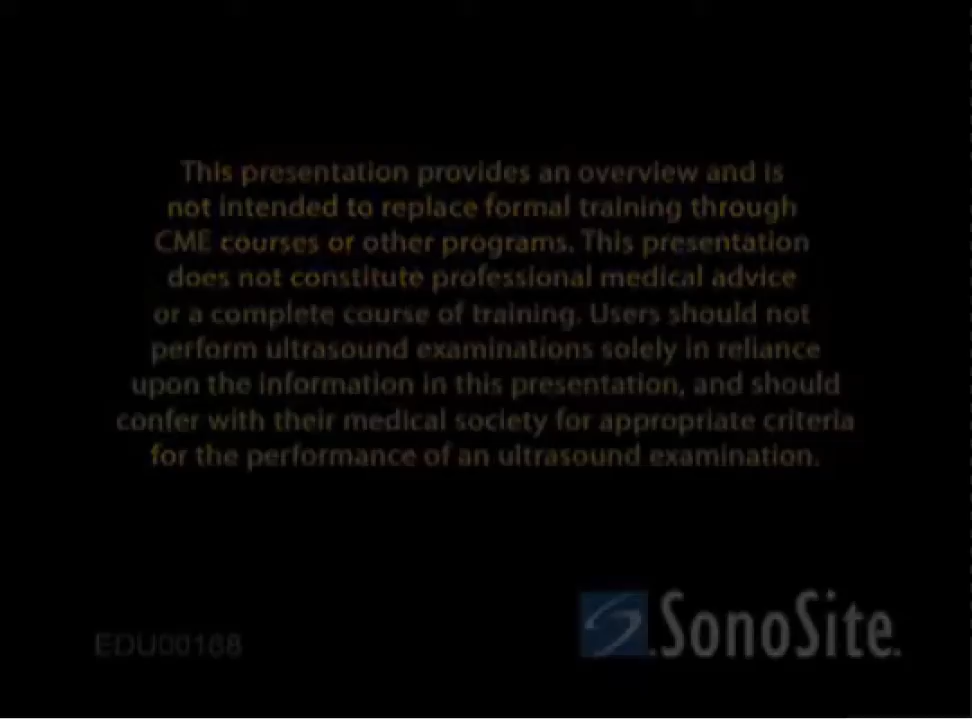 This presentation provides an overview and is
not intended to replace formal training through
CME courses or other programs. This presentation
does not constitute professional medical advice
or a complete course of training. Users should not
perform ultrasound examinations solely in reliance
upon the information in this presentation, and should
confer with their medical society for appropriate criteria
for the performance of an ultrasound examination.
EDU00168
SonoSite.